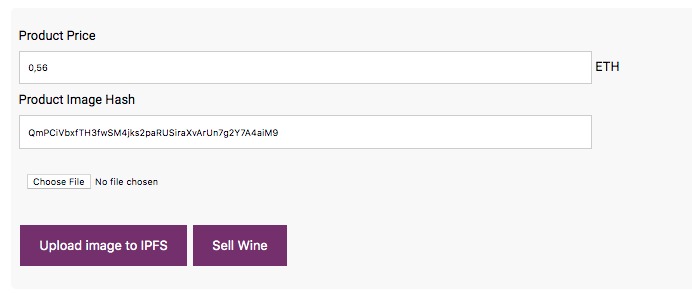 Product Price
0,56 ETH
Product Image Hash
QmPCiVbxfTH3fwSM4jks2paRUSiraXvArUn7g2Y7A4aiM9
Choose File No file chosen
Upload image to IPFS Sell Wine